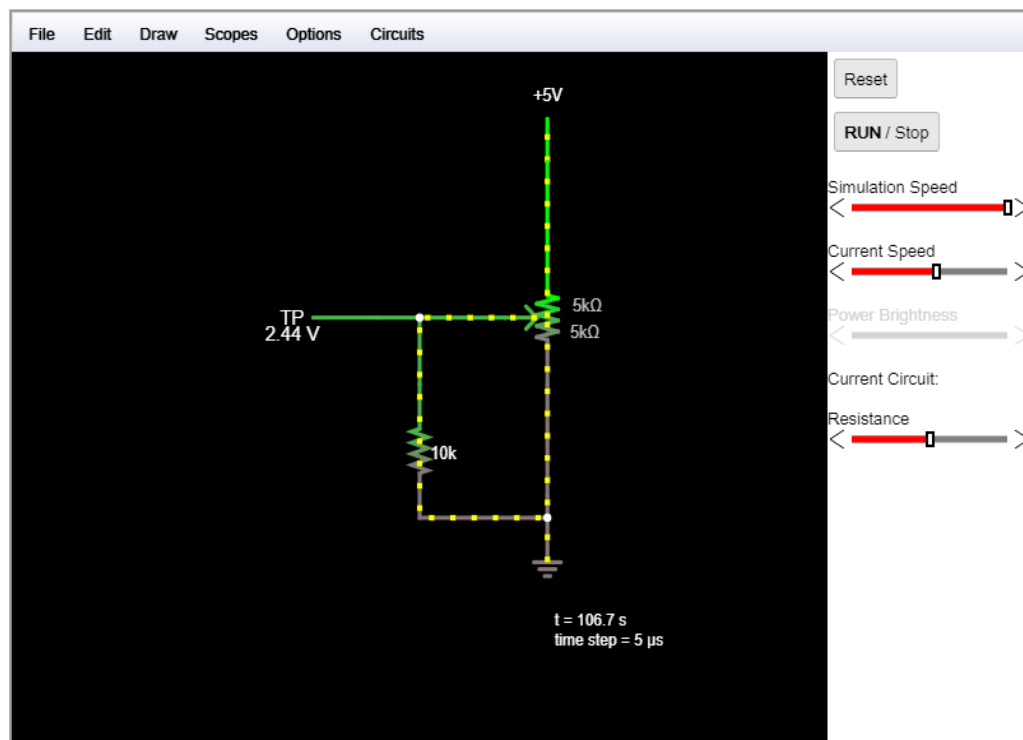 File Edit Draw Scopes Options Circuits
Reset
RUN / Stop
Simulation Speed
Current Speed
Power Brightness
Current Circuit:
Resistance
+5V
5kΩ
5kΩ
TP
2.44 V
10k
t = 106.7 s
time step = 5 μs